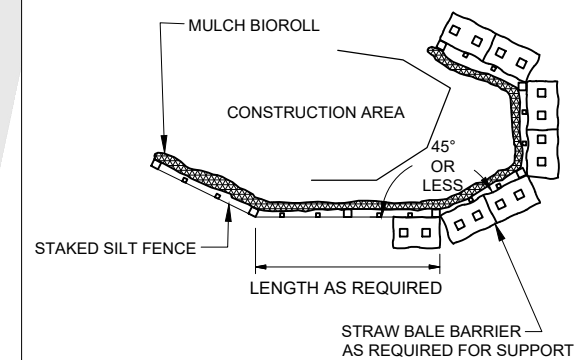 MULCH BIOROLL
CONSTRUCTION AREA
45°
OR
LESS
STAKED SILT FENCE
LENGTH AS REQUIRED
STRAW BALE BARRIER
AS REQUIRED FOR SUPPORT